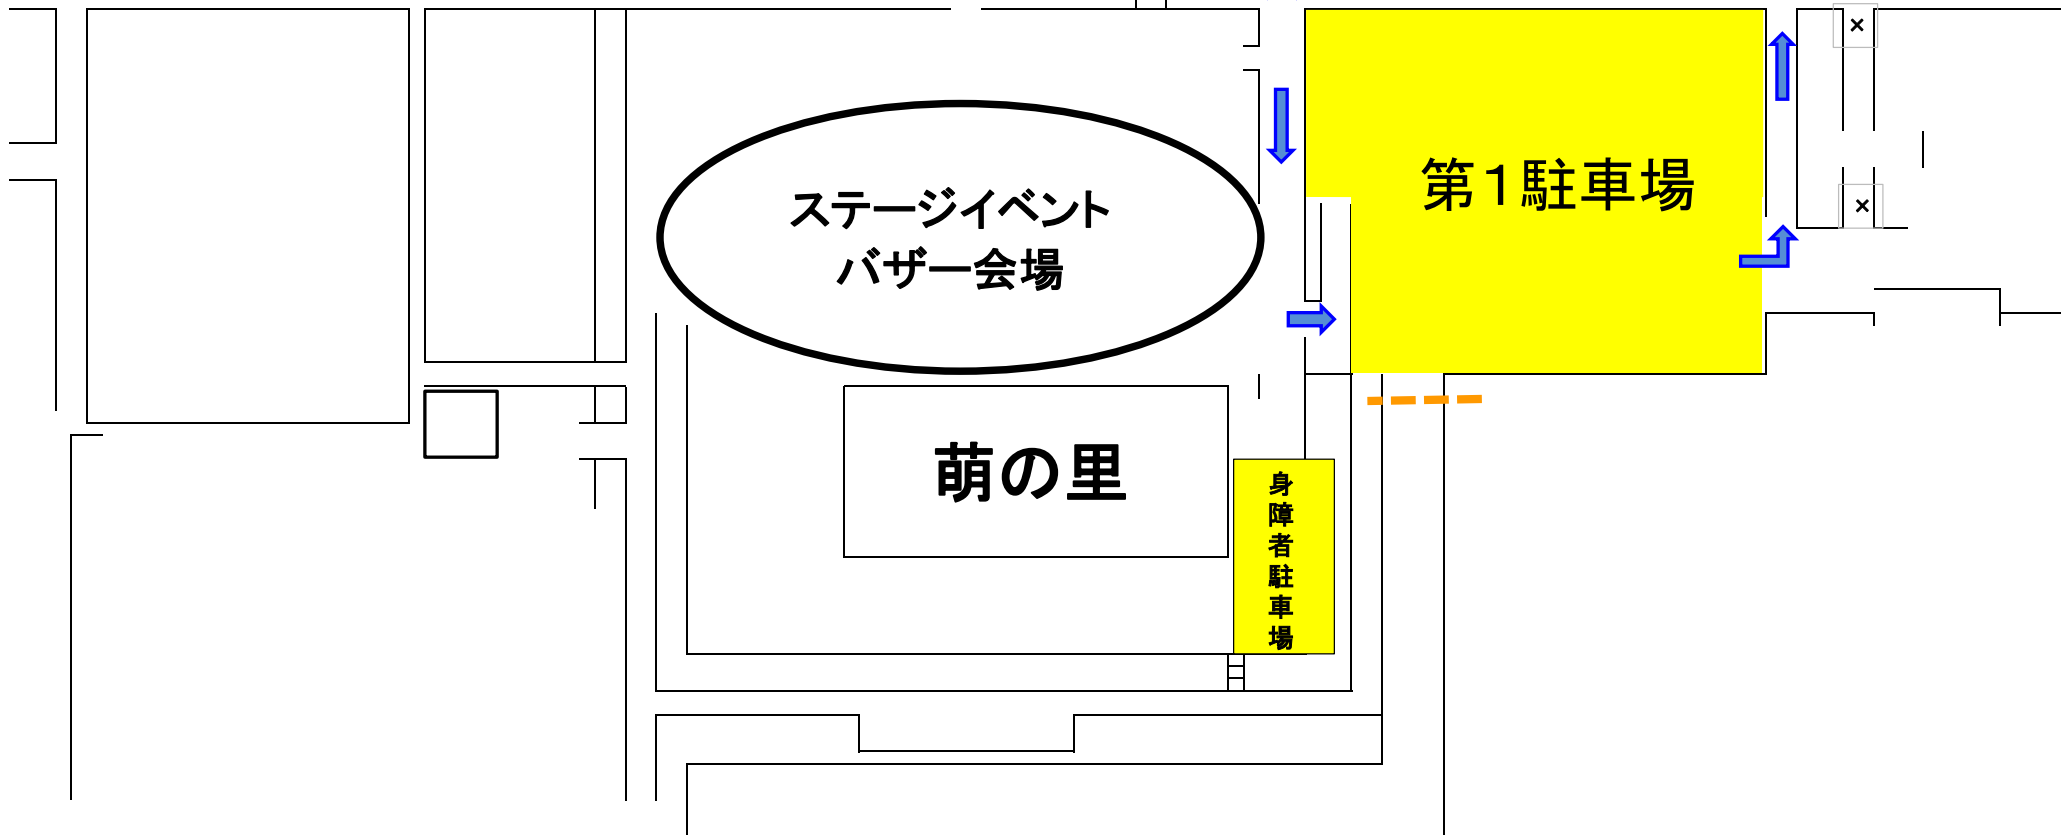 ×
第1駐車場
×
ステージイベント
バザー会場
萌の里
身障者駐車場